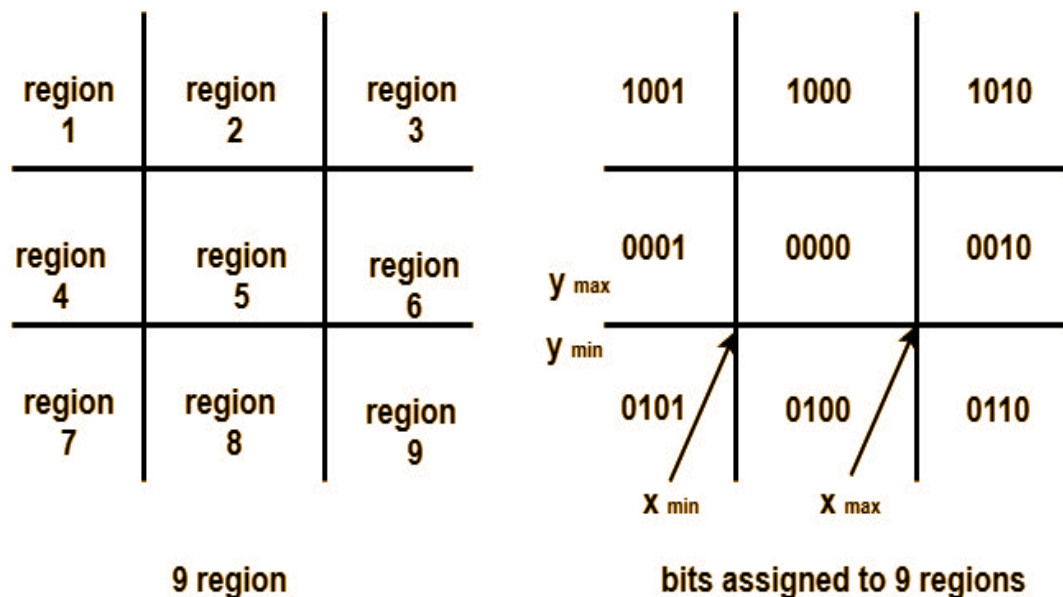 region
1
region
2
region
3
region
4
region
5
region
6
region
7
region
8
region
9
9 region
1001 1000 1010
0001 0000 0010
y max
y min
0101 0100 0110
x min x max
bits assigned to 9 regions